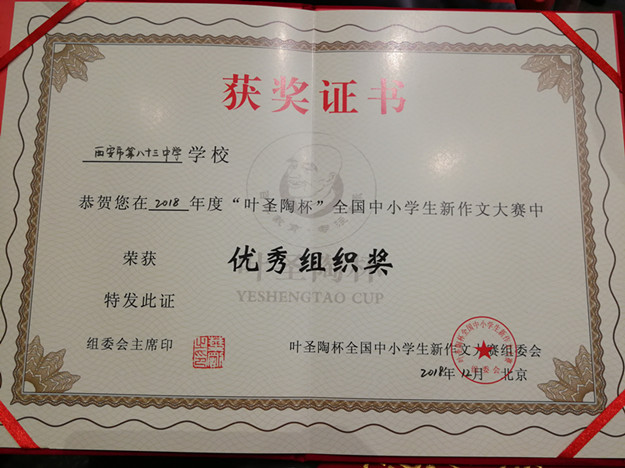 获奖证书
西安市第八十三中学 学校
恭贺您在 2018 年度“叶圣陶杯”全国中小学生新作文大赛中
荣获 优秀组织奖
叶圣陶杯
YESHENGTAO CUP
特发此证
组委会主席印
叶圣陶杯全国中小学生新作文大赛组委会
2018年12月 北京